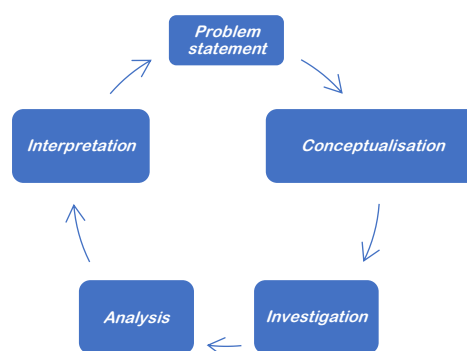 Problem
statement
Conceptualisation
Investigation
Analysis
Interpretation